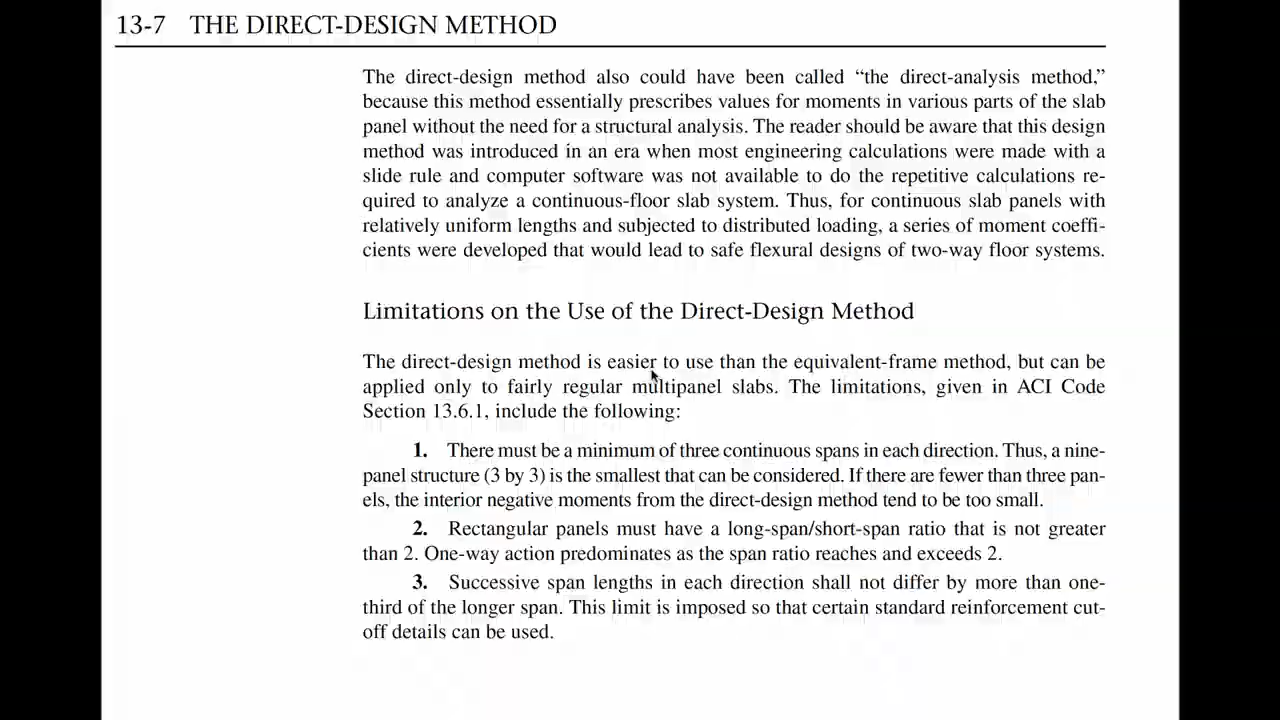 13-7 THE DIRECT-DESIGN METHOD
The direct-design method also could have been called “the direct-analysis method,”
because this method essentially prescribes values for moments in various parts of the slab
panel without the need for a structural analysis. The reader should be aware that this design
method was introduced in an era when most engineering calculations were made with a
slide rule and computer software was not available to do the repetitive calculations re-
quired to analyze a continuous-floor slab system. Thus, for continuous slab panels with
relatively uniform lengths and subjected to distributed loading, a series of moment coeffi-
cients were developed that would lead to safe flexural designs of two-way floor systems.
Limitations on the Use of the Direct-Design Method
The direct-design method is easier to use than the equivalent-frame method, but can be
applied only to fairly regular multipanel slabs. The limitations, given in ACI Code
Section 13.6.1, include the following:
1. There must be a minimum of three continuous spans in each direction. Thus, a nine-
panel structure (3 by 3) is the smallest that can be considered. If there are fewer than three pan-
els, the interior negative moments from the direct-design method tend to be too small.
2. Rectangular panels must have a long-span/short-span ratio that is not greater
than 2. One-way action predominates as the span ratio reaches and exceeds 2.
3. Successive span lengths in each direction shall not differ by more than one-
third of the longer span. This limit is imposed so that certain standard reinforcement cut-
off details can be used.